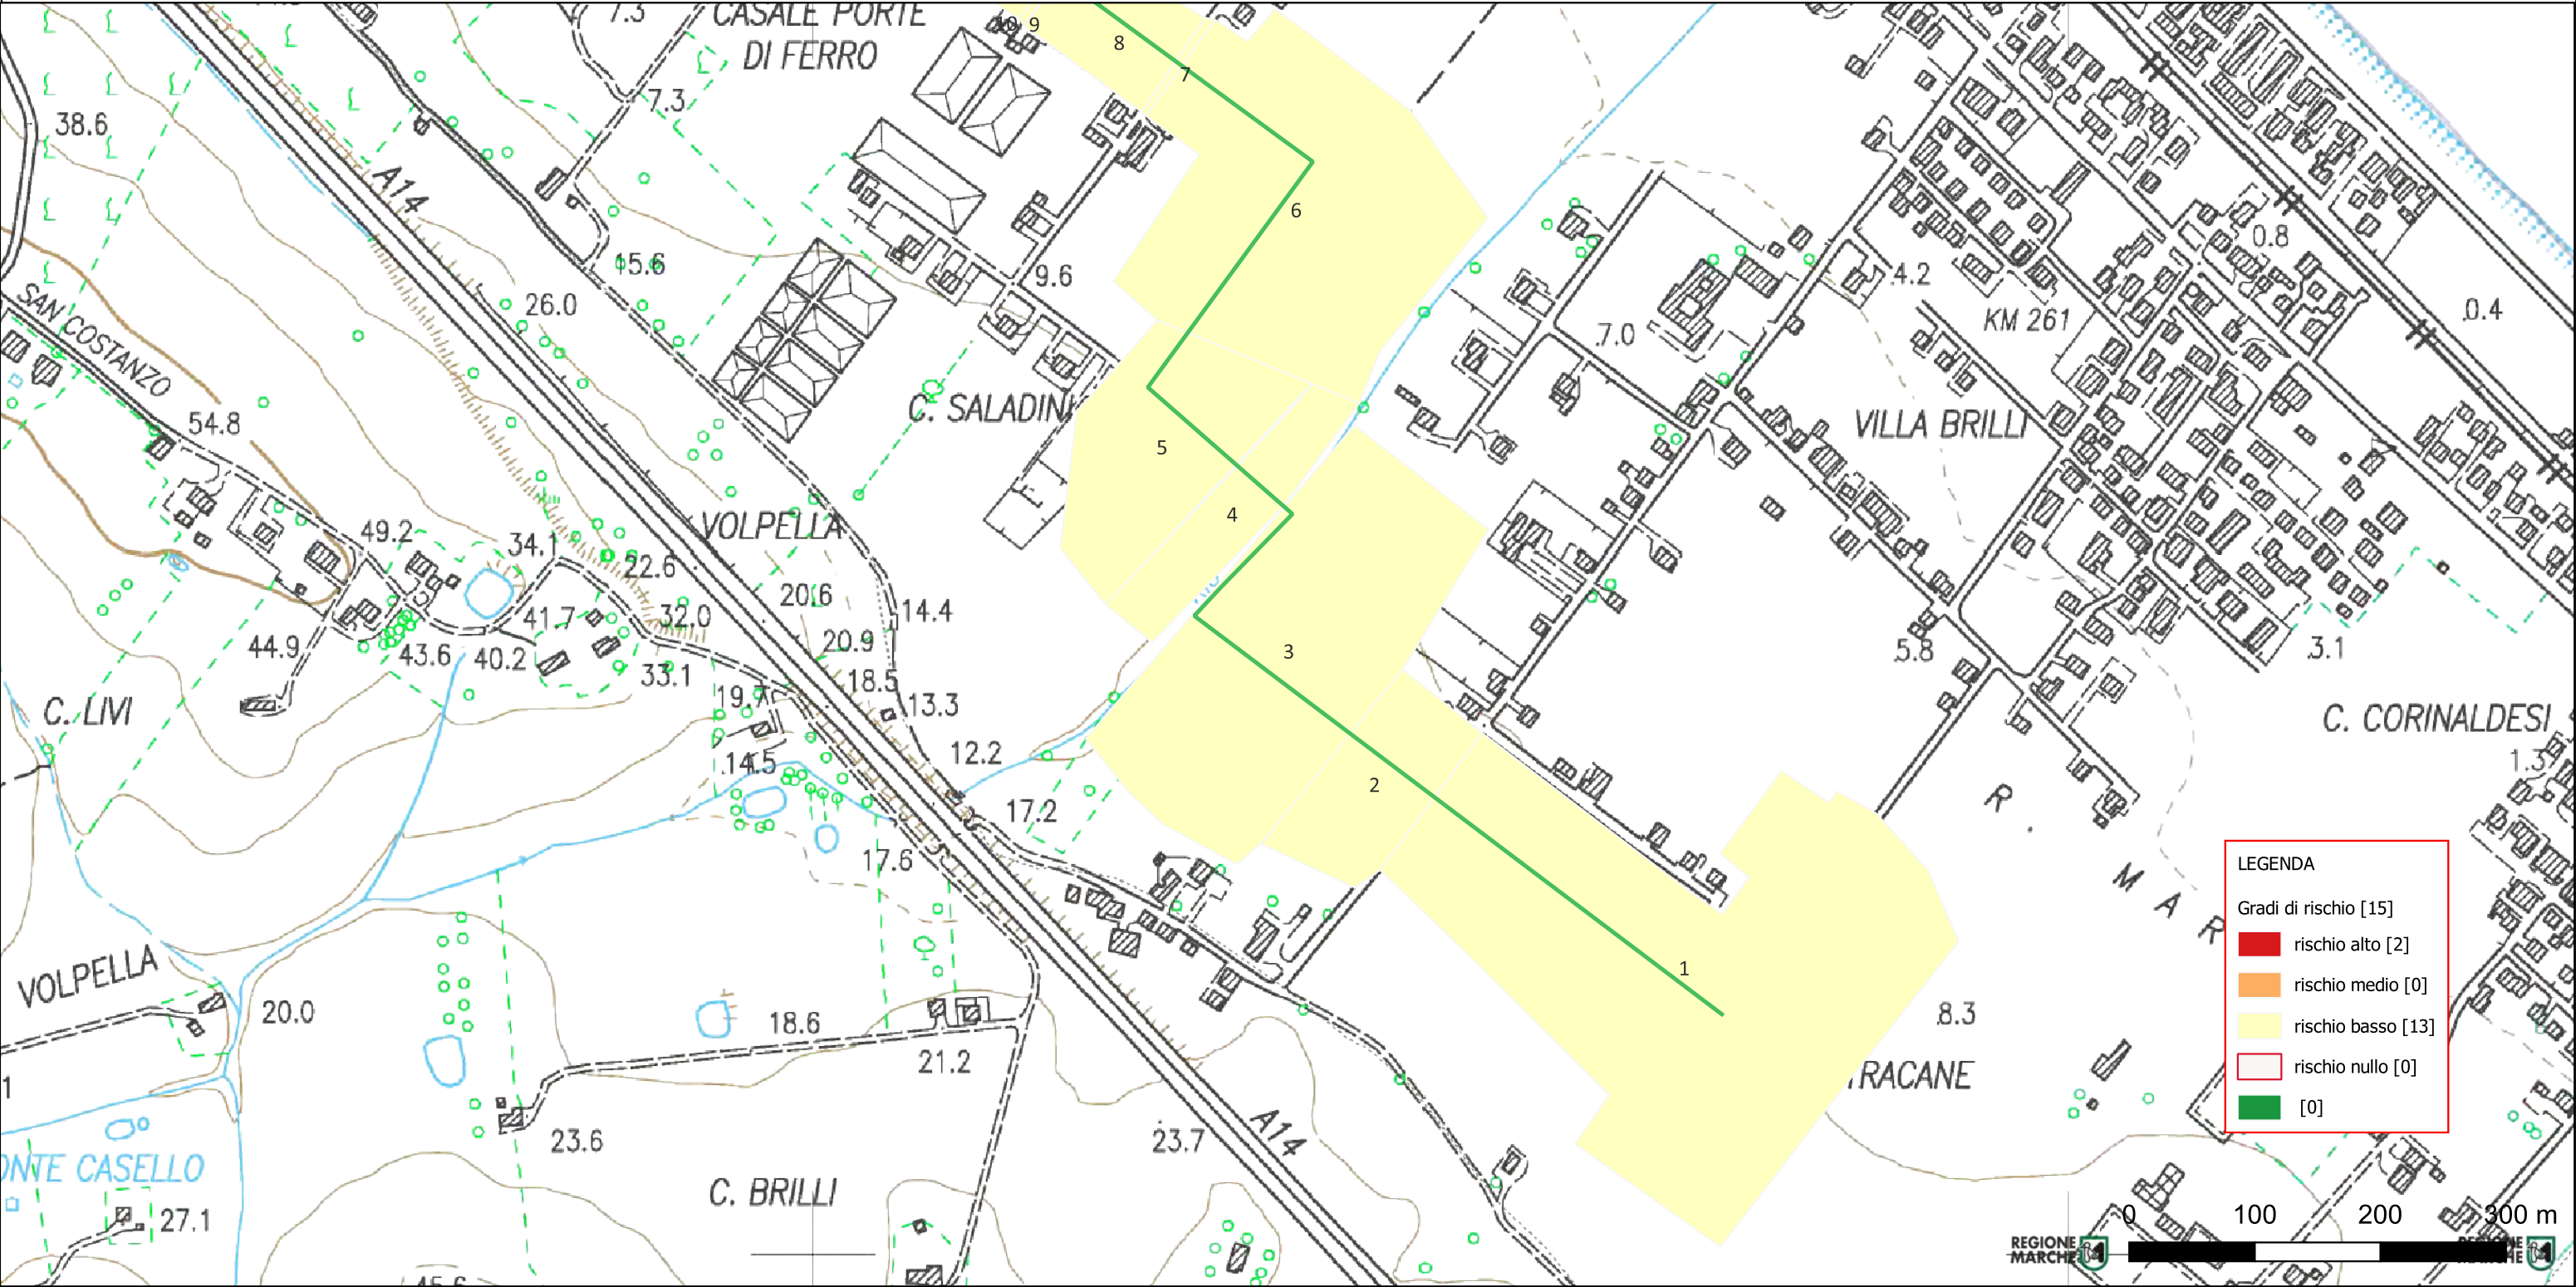 7.3
CASALE PORTE
DI FERRO
10 9
8
7
38.6
7.3
A14
6
15.6
9.6
4.2
0.8
26.0
KM 261
0.4
SAN COSTANZO
7.0
C. SALADINI
54.8
VILLA BRILLI
5
4
VOLPELLA
49.2
34.1
22.6
20.6
14.4
41.7
32.0
20.9
44.9
43.6
40.2
33.1
18.5
3
5.8
3.1
19.7
13.3
C. LIVI
C. CORINALDESI
14.5
12.2
1.3
2
17.2
R. MAR
17.6
LEGENDA
Gradi di rischio [15]
rischio alto [2]
rischio medio [0]
rischio basso [13]
rischio nullo [0]
[0]
VOLPELLA
1
20.0
18.6
8.3
21.2
RACANE
1
23.6
23.7
A14
ONTE CASELLO
C. BRILLI
27.1
0 100 200 300 m
REGIONE
MARCHE